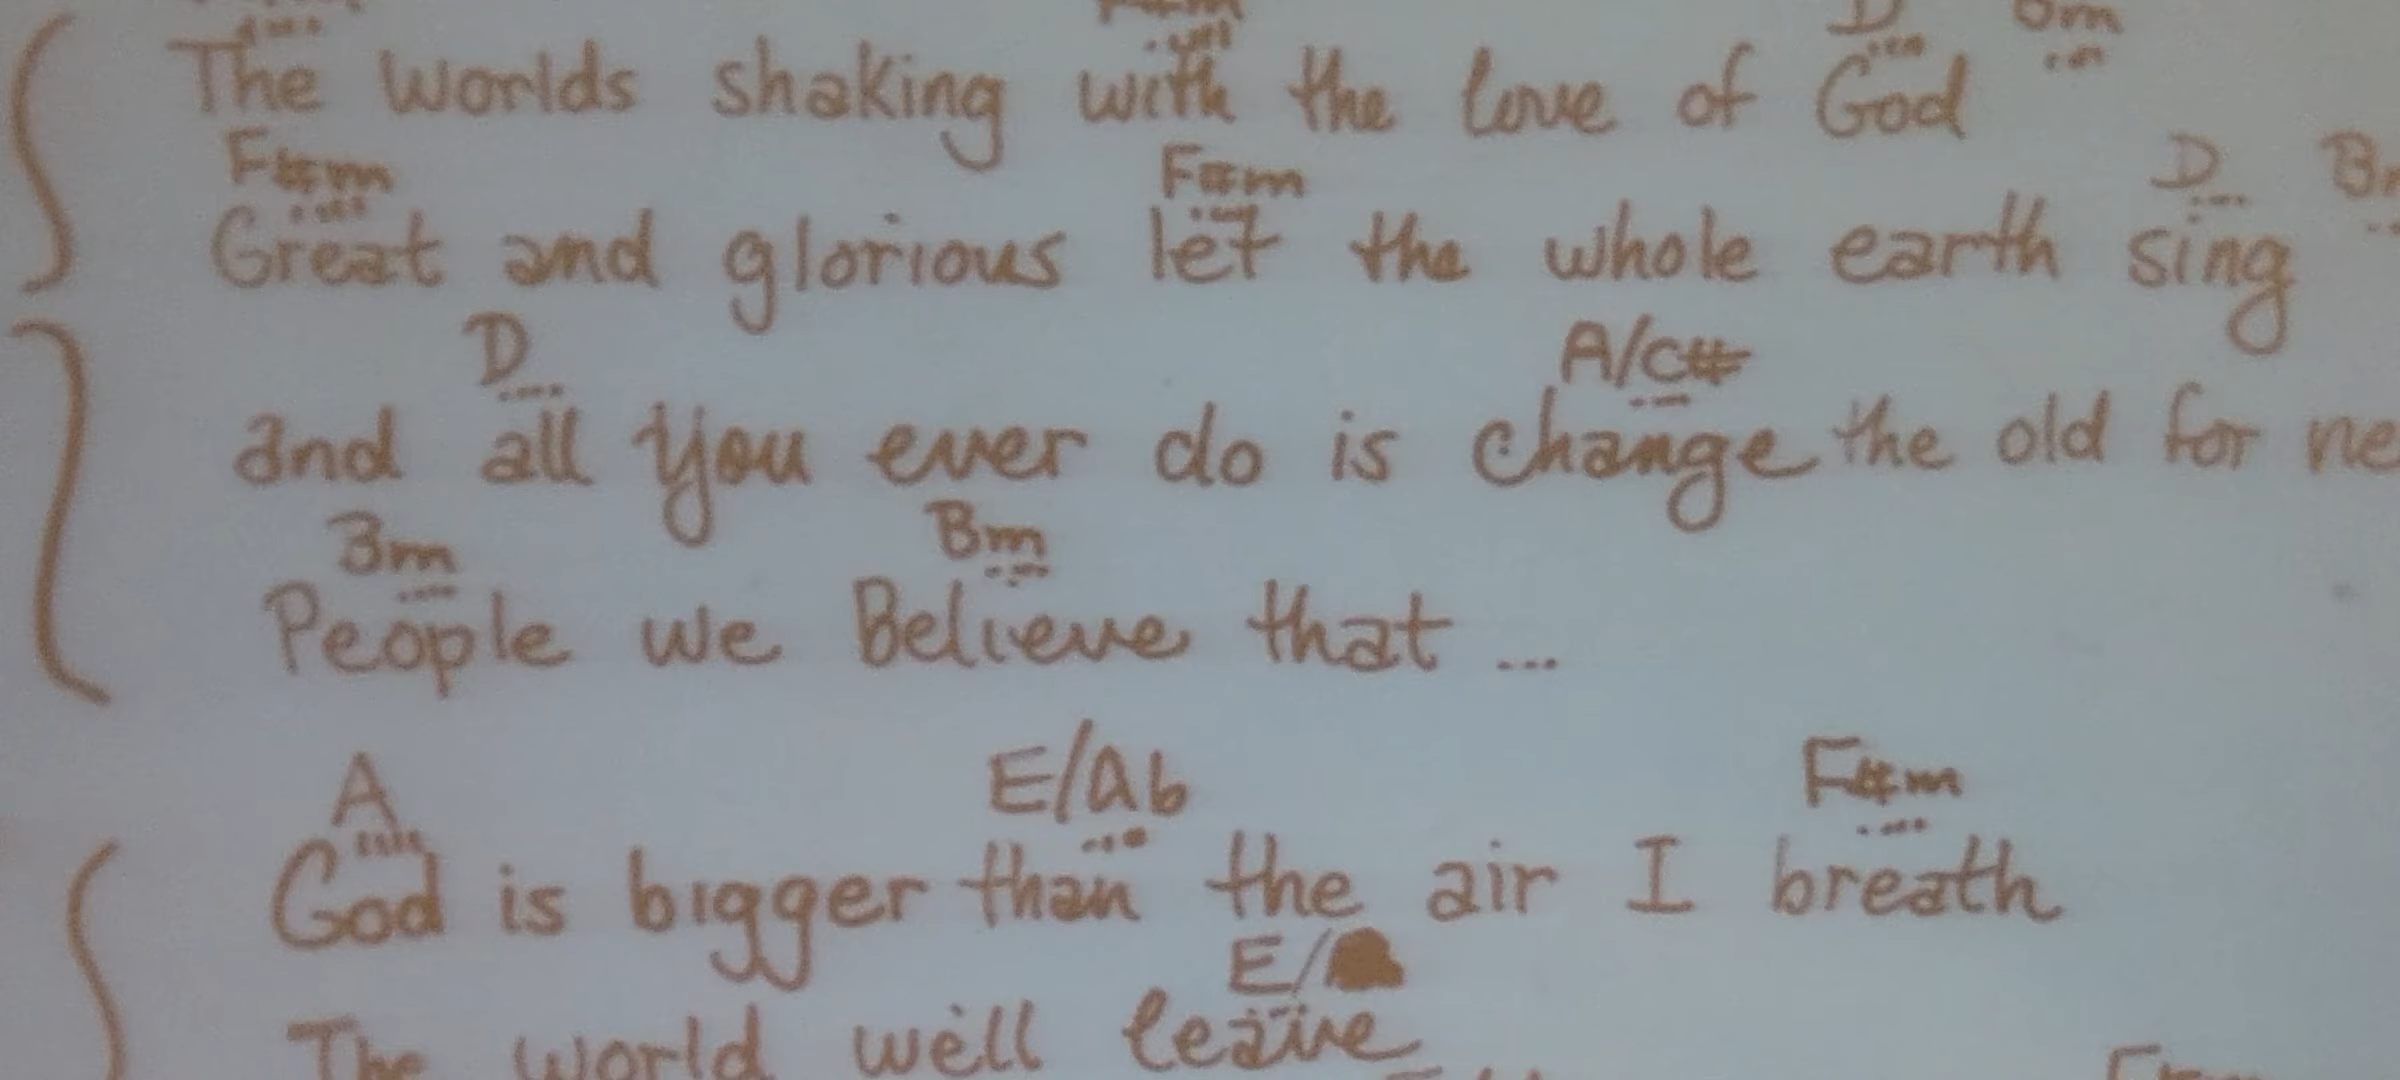 The worlds shaking with the love of God
F#m F#m D
Great and glorious let the whole earth sing
D A/C#
and all you ever do is change the old for
Bm Bm
People we Believe that ...
A E/Ab F#m
God is bigger than the air I breath
E/
The world we'll leave